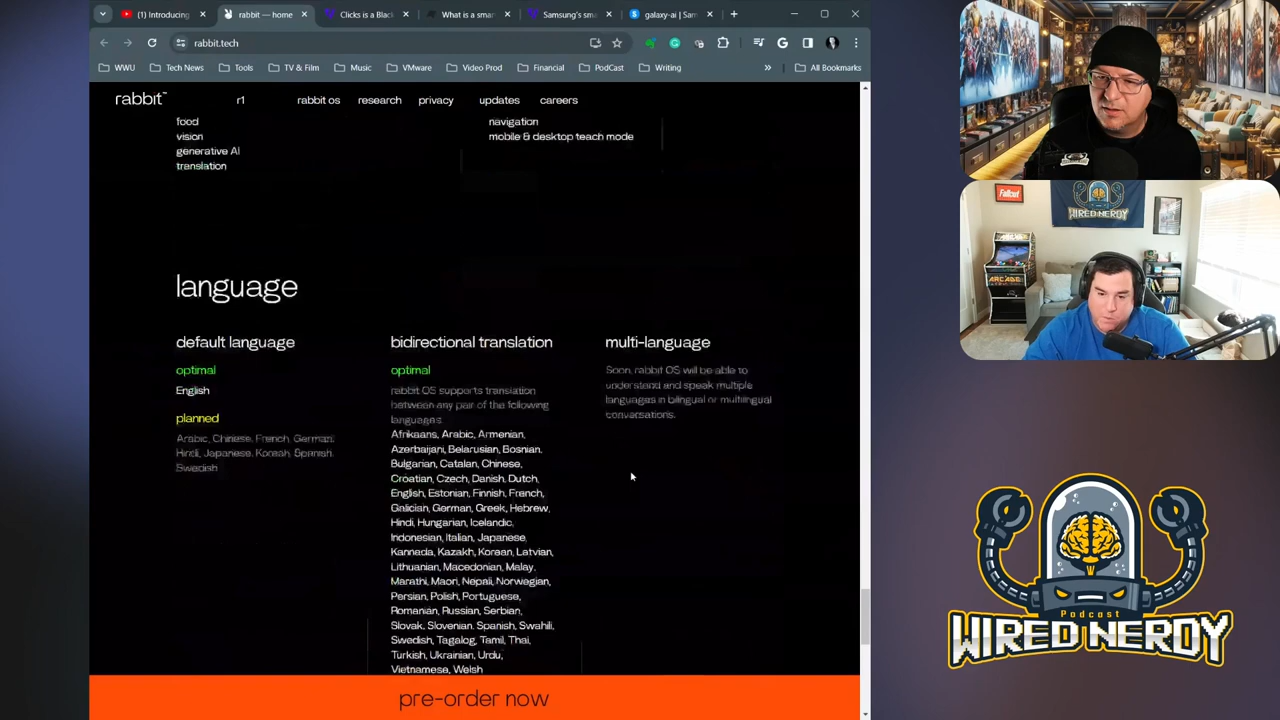 (1) Introducing
rabbit — home
Clicks is a Black
What is a smar
Samsung's sma
galaxy-ai | Sam
rabbit.tech
WWU
Tech News
Tools
TV & Film
Music
VMware
Video Prod
Financial
PodCast
Writing
»
All Bookmarks
rabbit™
r1
rabbit os
research
privacy
updates
careers
food
vision
generative AI
translation
navigation
mobile & desktop teach mode
language
default language
optimal
English
planned
Arabic, Chinese, French, German,
Hindi, Japanese, Korean, Spanish,
Swedish
bidirectional translation
optimal
rabbit OS supports translation
between any pair of the following
languages:
Afrikaans, Arabic, Armenian,
Azerbaijani, Belarusian, Bosnian,
Bulgarian, Catalan, Chinese,
Croatian, Czech, Danish, Dutch,
English, Estonian, Finnish, French,
Galician, German, Greek, Hebrew,
Hindi, Hungarian, Icelandic,
Indonesian, Italian, Japanese,
Kannada, Kazakh, Korean, Latvian,
Lithuanian, Macedonian, Malay,
Marathi, Maori, Nepali, Norwegian,
Persian, Polish, Portuguese,
Romanian, Russian, Serbian,
Slovak, Slovenian, Spanish, Swahili,
Swedish, Tagalog, Tamil, Thai,
Turkish, Ukrainian, Urdu,
Vietnamese, Welsh
multi-language
Soon, rabbit OS will be able to
understand and speak multiple
languages in bilingual or multilingual
conversations.
pre-order now
Fallout
WIRED NERDY
ARCADE
Podcast
WIRED NERDY